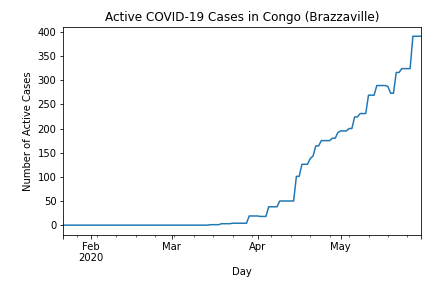 Active COVID-19 Cases in Congo (Brazzaville)
Number of Active Cases
400
350
300
250
200
150
100
50
0
Feb
2020
Mar
Apr
May
Day